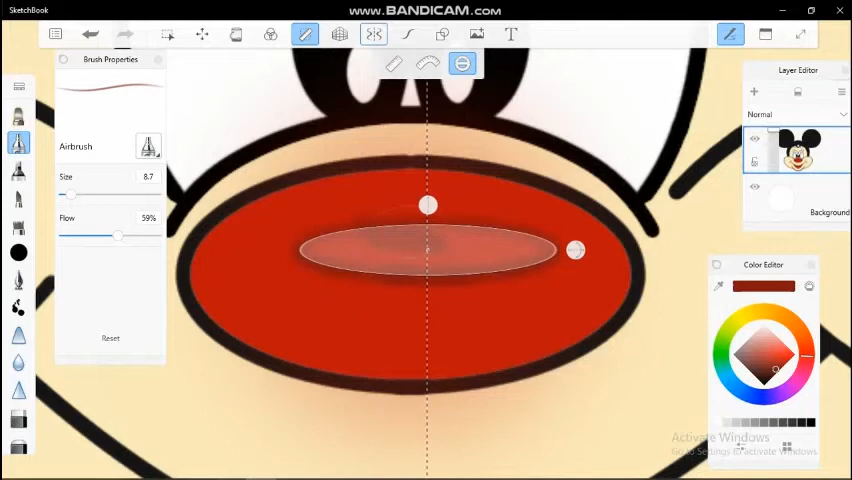 SketchBook
www.BANDICAM.com
T
Brush Properties
Airbrush
Size 8.7
Flow 59%
Reset
Layer Editor
Normal
Background
Color Editor
Activate Windows
Go to Settings to activate Windows.